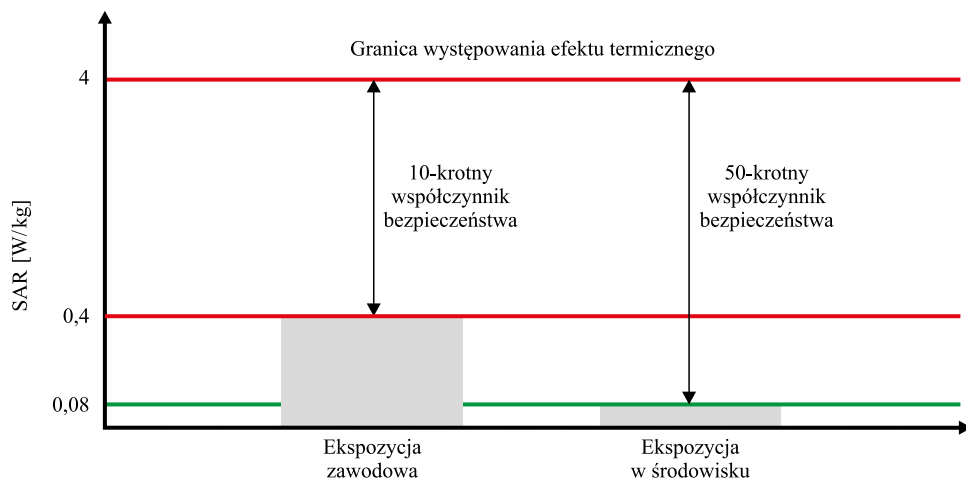 Granica występowania efektu termicznego
4
10-krotny
współczynnik
bezpieczeństwa
50-krotny
współczynnik
bezpieczeństwa
SAR [W/kg]
0,4
0,08
Ekspozycja
zawodowa
Ekspozycja
w środowisku